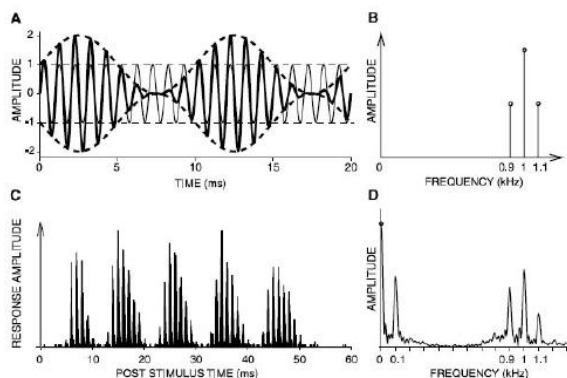 A
AMPLITUDE
2
1
0
-1
-2
0
5
10
15
20
TIME (ms)
B
AMPLITUDE
0
0.9
1
1.1
FREQUENCY (kHz)
C
RESPONSE AMPLITUDE
0
10
20
30
40
50
60
POST STIMULUS TIME (ms)
D
AMPLITUDE
0
0.1
0.9
1
1.1
FREQUENCY (kHz)